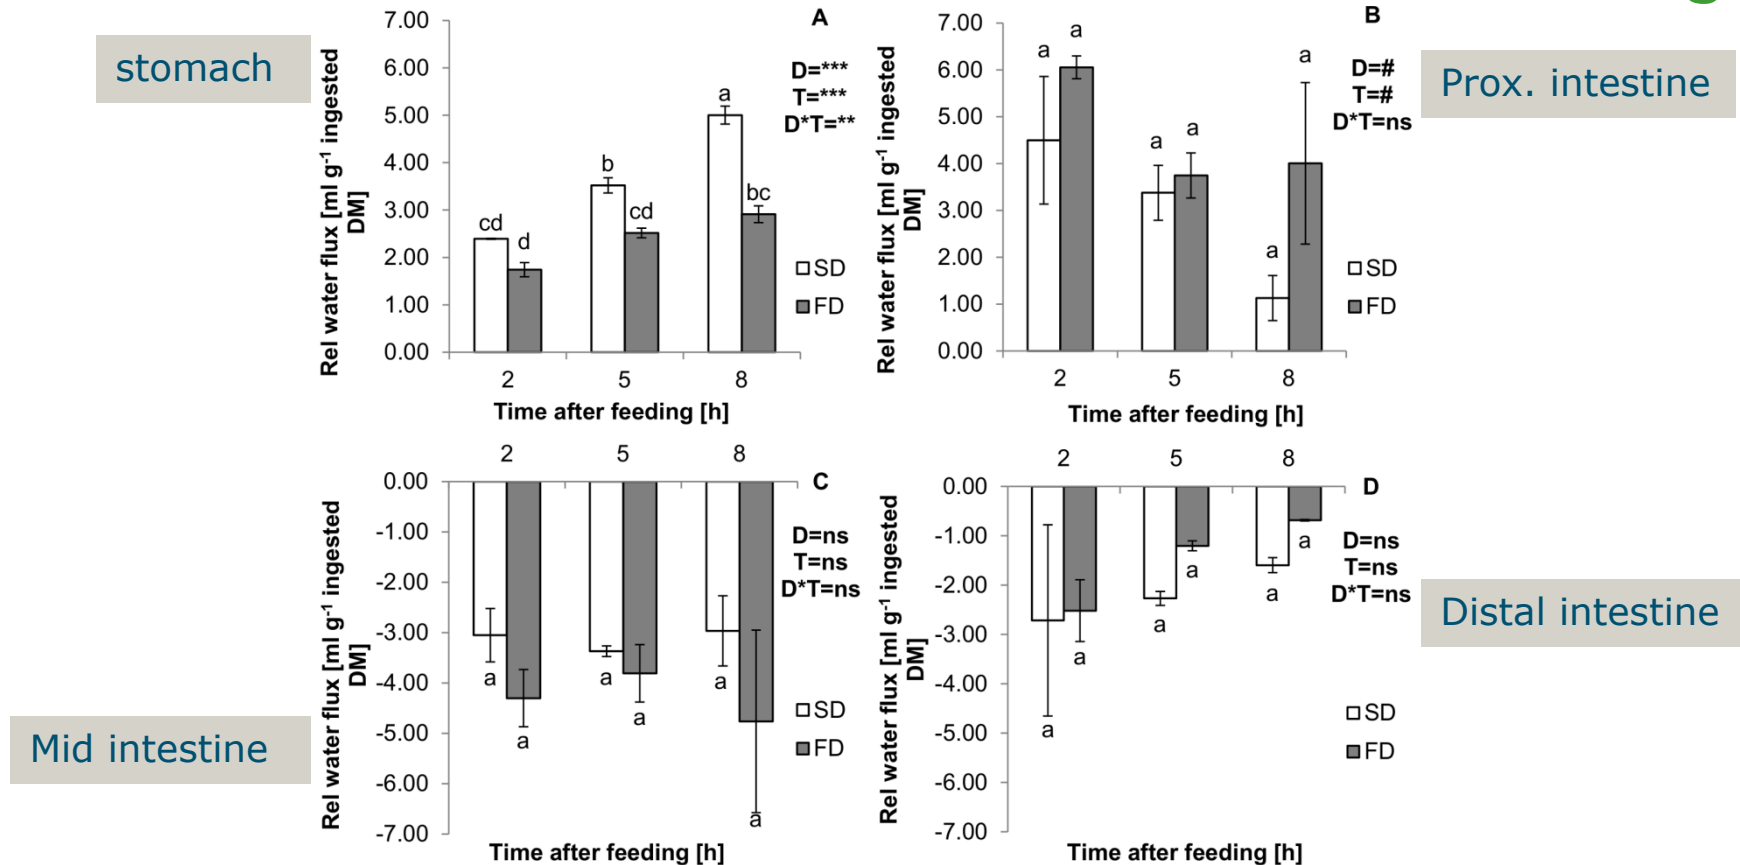 stomach
A
7.00
6.00
5.00
4.00
3.00
2.00
1.00
0.00
Rel water flux [ml g⁻¹ ingested
DM]
cd
d
b
cd
a
bc
D=***
T=***
D*T=**
SD
FD
2 5 8
Time after feeding [h]
Prox. intestine
B
7.00
6.00
5.00
4.00
3.00
2.00
1.00
0.00
Rel water flux [ml g⁻¹ ingested
DM]
a
a
a
a
a
a
D=#
T=#
D*T=ns
SD
FD
2 5 8
Time after feeding [h]
Mid intestine
C
2 5 8
0.00
-1.00
-2.00
-3.00
-4.00
-5.00
-6.00
-7.00
Rel water flux [ml g⁻¹ ingested
DM]
a
a
a
a
a
a
D=ns
T=ns
D*T=ns
SD
FD
Time after feeding [h]
Distal intestine
D
2 5 8
0.00
-1.00
-2.00
-3.00
-4.00
-5.00
-6.00
-7.00
Rel water flux [ml g⁻¹ ingested
DM]
a
a
a
a
a
a
D=ns
T=ns
D*T=ns
SD
FD
Time after feeding [h]